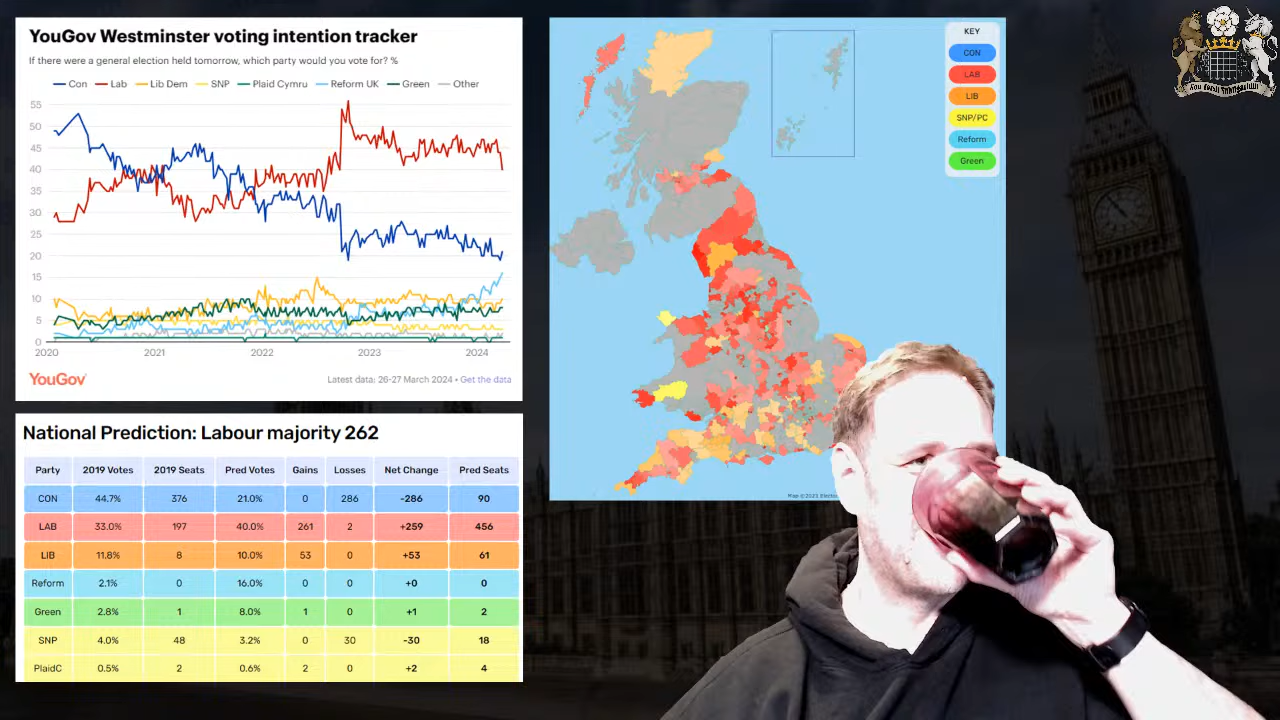 YouGov Westminster voting intention tracker
If there were a general election held tomorrow, which party would you vote for? %
Con Lab Lib Dem SNP Plaid Cymru Reform UK Green Other
55
50
45
40
35
30
25
20
15
10
5
0
2020 2021 2022 2023 2024
YouGov
Latest data: 26-27 March 2024 • Get the data
National Prediction: Labour majority 262
Party 2019 Votes 2019 Seats Pred Votes Gains Losses Net Change Pred Seats
CON 44.7% 376 21.0% 0 286 -286 90
LAB 33.0% 197 40.0% 261 2 +259 456
LIB 11.8% 8 10.0% 53 0 +53 61
Reform 2.1% 0 16.0% 0 0 +0 0
Green 2.8% 1 8.0% 1 0 +1 2
SNP 4.0% 48 3.2% 0 30 -30 18
PlaidC 0.5% 2 0.6% 2 0 +2 4
KEY
CON
LAB
LIB
SNP/PC
Reform
Green